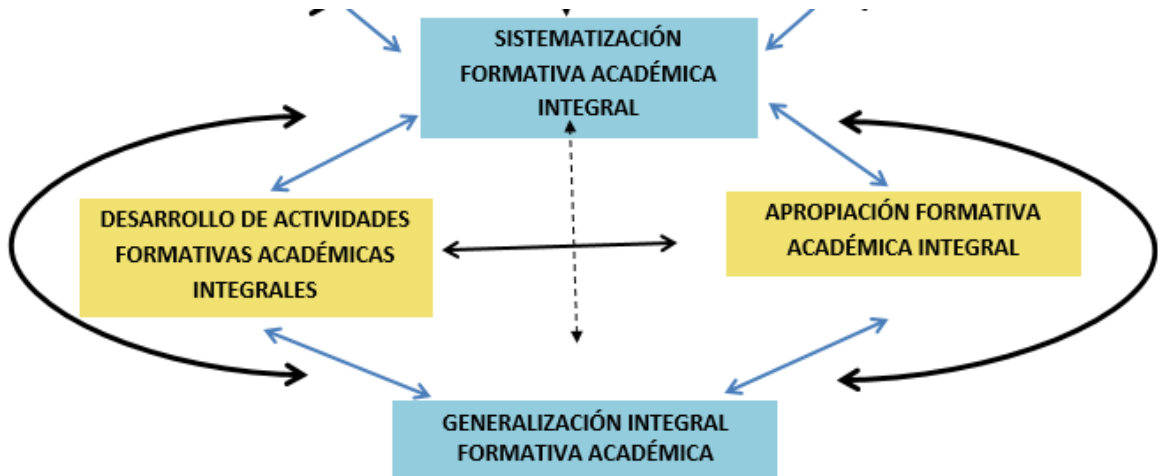 SISTEMATIZACIÓN
FORMATIVA ACADÉMICA
INTEGRAL
DESARROLLO DE ACTIVIDADES
FORMATIVAS ACADÉMICAS
INTEGRALES
APROPIACIÓN FORMATIVA
ACADÉMICA INTEGRAL
GENERALIZACIÓN INTEGRAL
FORMATIVA ACADÉMICA